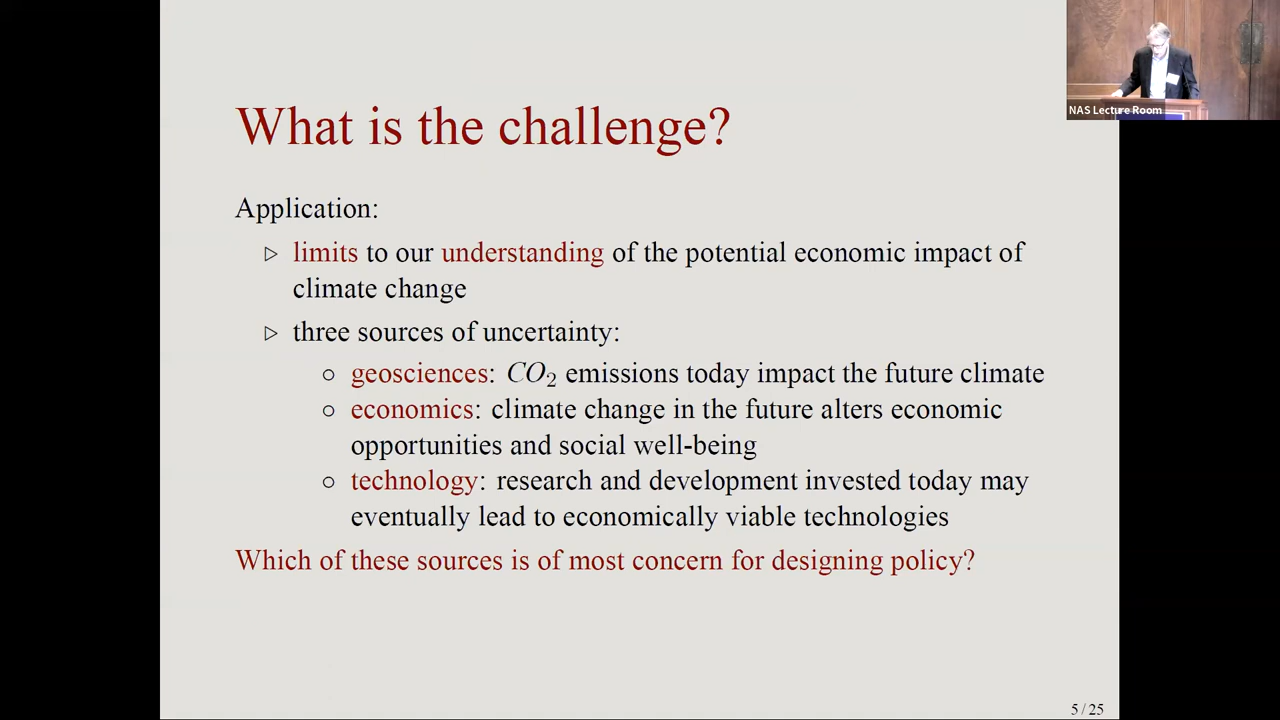 What is the challenge?
NAS Lecture Room
Application:
▷ limits to our understanding of the potential economic impact of
climate change
▷ three sources of uncertainty:
○ geosciences: CO₂ emissions today impact the future climate
○ economics: climate change in the future alters economic
opportunities and social well-being
○ technology: research and development invested today may
eventually lead to economically viable technologies
Which of these sources is of most concern for designing policy?
5 / 25